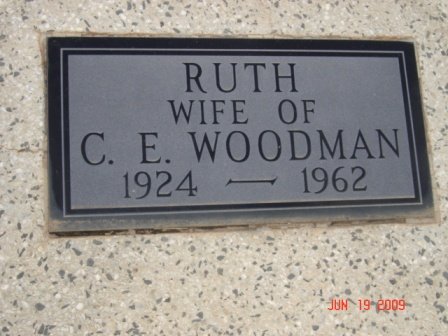 RUTH
WIFE OF
C. E. WOODMAN
1924 — 1962
JUN 19 2009